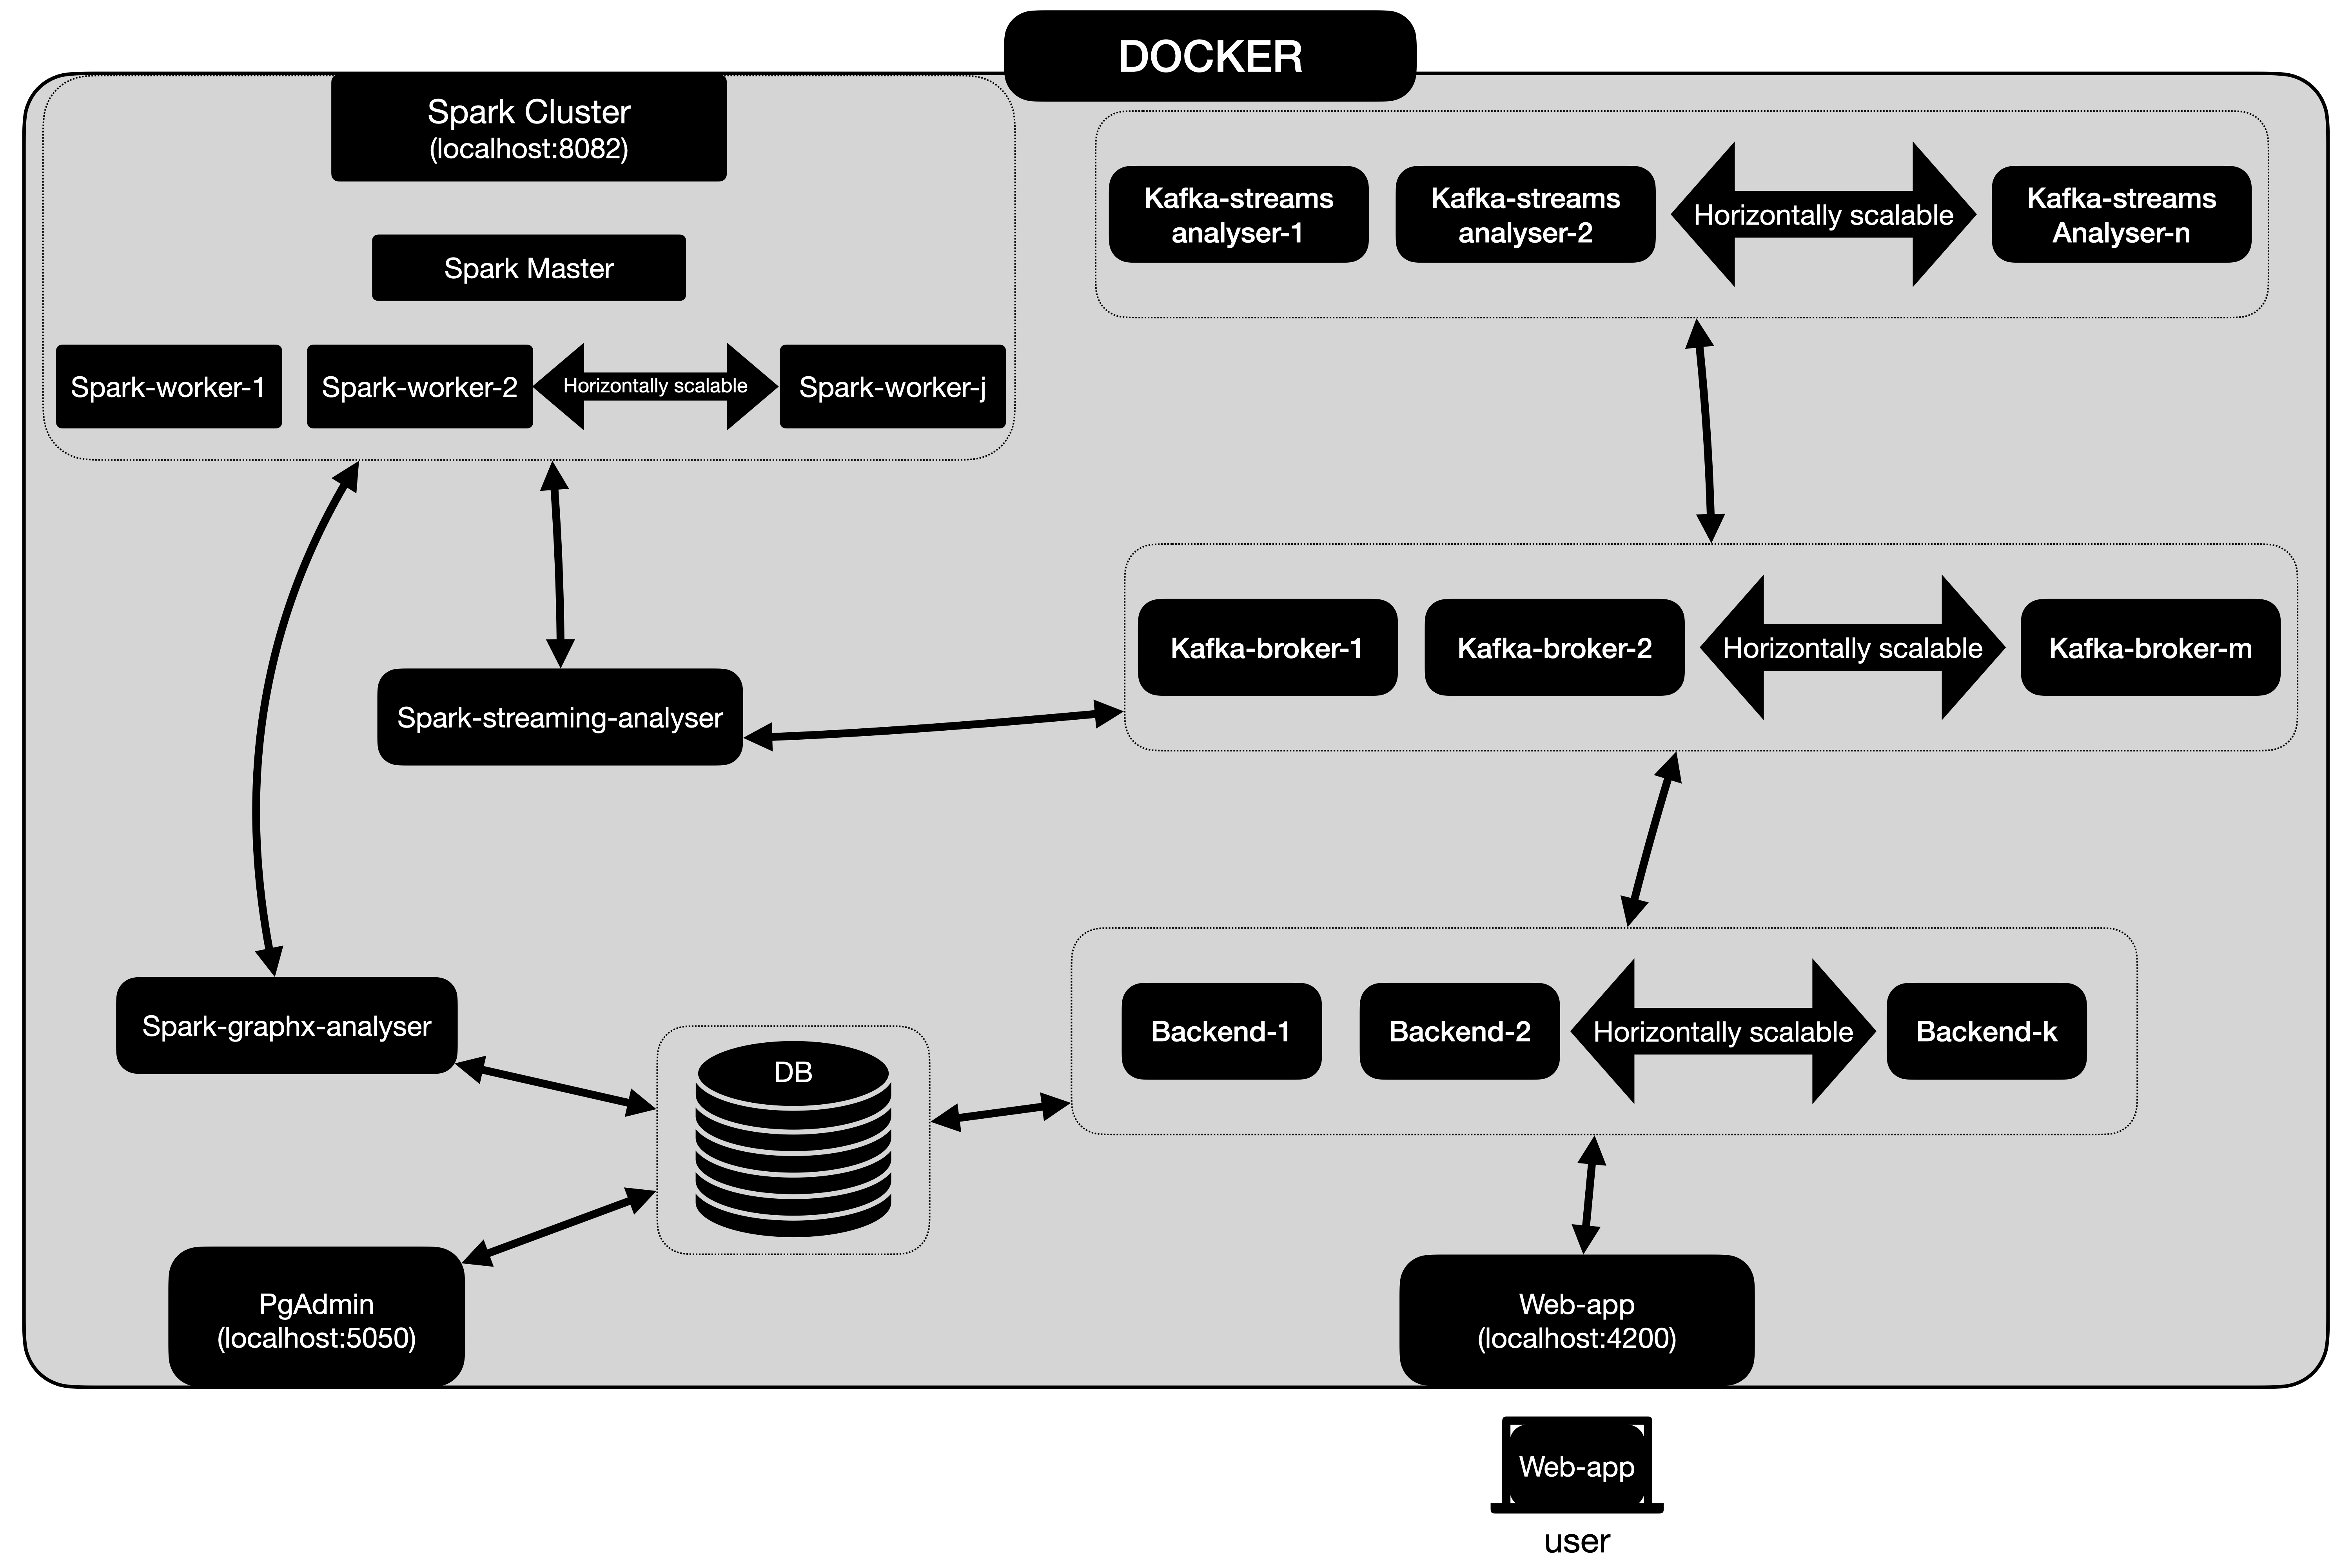 DOCKER
Spark Cluster
(localhost:8082)
Spark Master
Spark-worker-1
Spark-worker-2
Horizontally scalable
Spark-worker-j
Kafka-streams
analyser-1
Kafka-streams
analyser-2
Horizontally scalable
Kafka-streams
Analyser-n
Spark-streaming-analyser
Kafka-broker-1
Kafka-broker-2
Horizontally scalable
Kafka-broker-m
Spark-graphx-analyser
DB
Backend-1
Backend-2
Horizontally scalable
Backend-k
PgAdmin
(localhost:5050)
Web-app
(localhost:4200)
Web-app
user